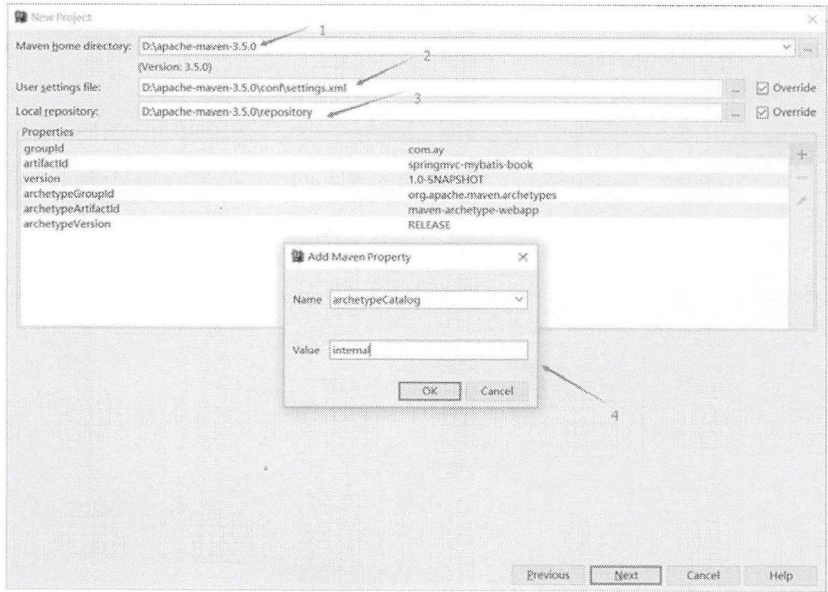 New Project
1
Maven home directory: D:\apache-maven-3.5.0
2
(Version: 3.5.0)
User settings file: D:\apache-maven-3.5.0\conf\settings.xml ... Override
3
Local repository: D:\apache-maven-3.5.0\repository ... Override
Properties
groupId com.ay
artifactId springmvc-mybatis-book
version 1.0-SNAPSHOT
archetypeGroupId org.apache.maven.archetypes
archetypeArtifactId maven-archetype-webapp
archetypeVersion RELEASE
Add Maven Property
Name archetypeCatalog
Value internal
OK Cancel
4
Previous Next Cancel Help